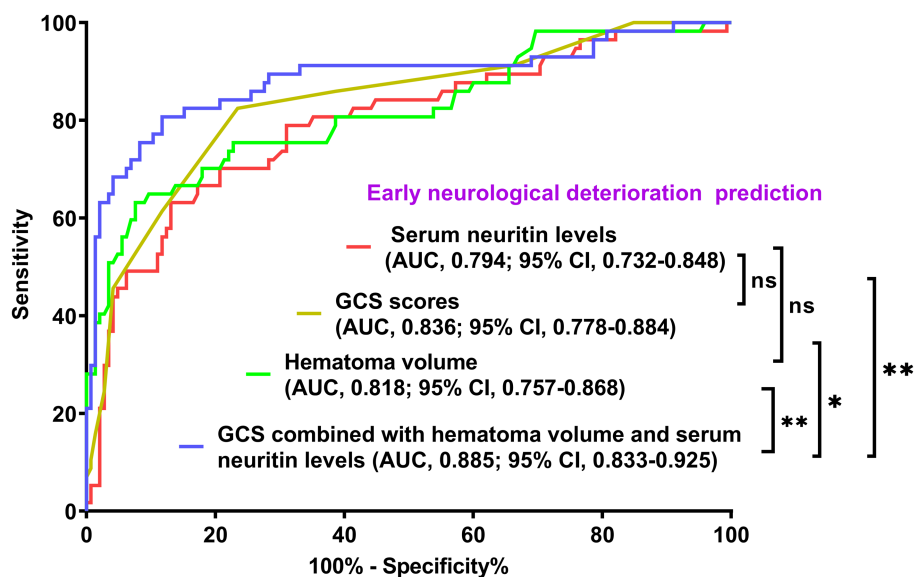 100
80
60
40
20
0
Sensitivity
Early neurological deterioration prediction
Serum neuritin levels
(AUC, 0.794; 95% CI, 0.732-0.848)
GCS scores
(AUC, 0.836; 95% CI, 0.778-0.884)
Hematoma volume
(AUC, 0.818; 95% CI, 0.757-0.868)
GCS combined with hematoma volume and serum
neuritin levels (AUC, 0.885; 95% CI, 0.833-0.925)
ns
ns
**
*
**
0 20 40 60 80 100
100% - Specificity%